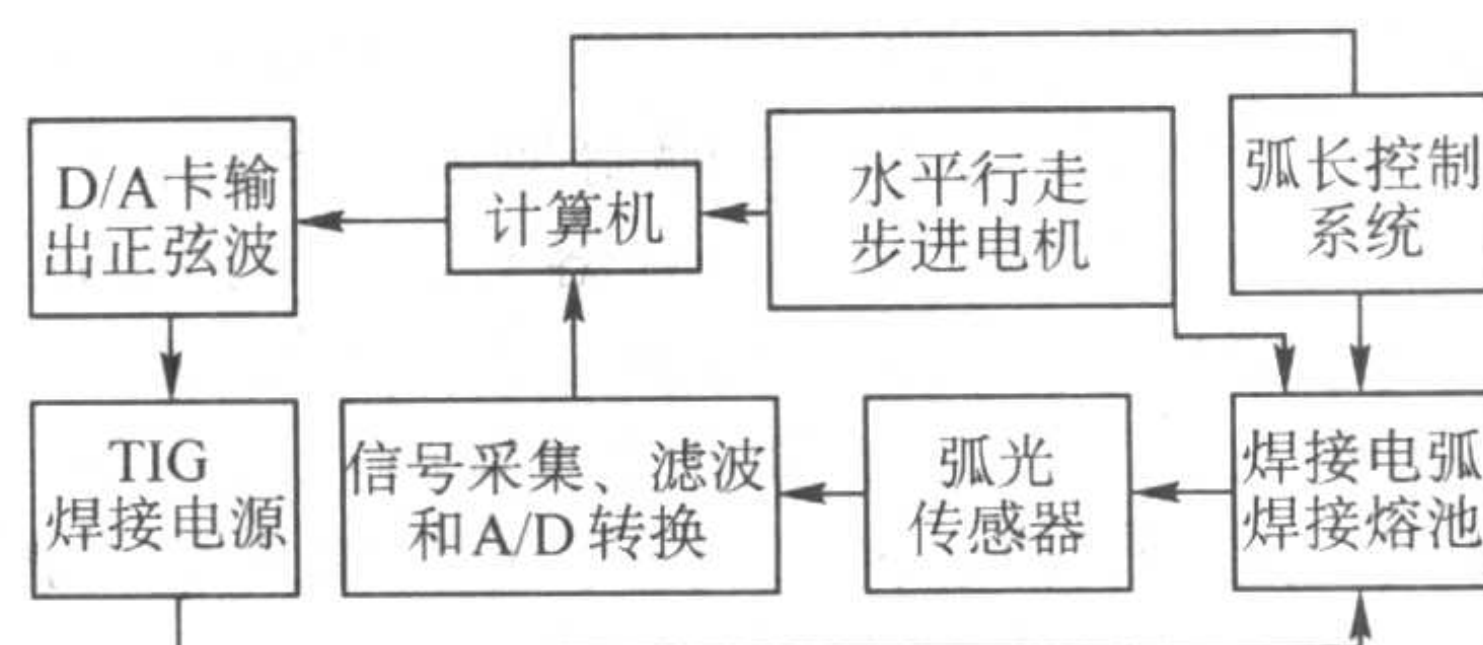 D/A卡输
出正弦波
计算机
水平行走
步进电机
弧长控制
系统
TIG
焊接电源
信号采集、滤波
和A/D转换
弧光
传感器
焊接电弧
焊接熔池